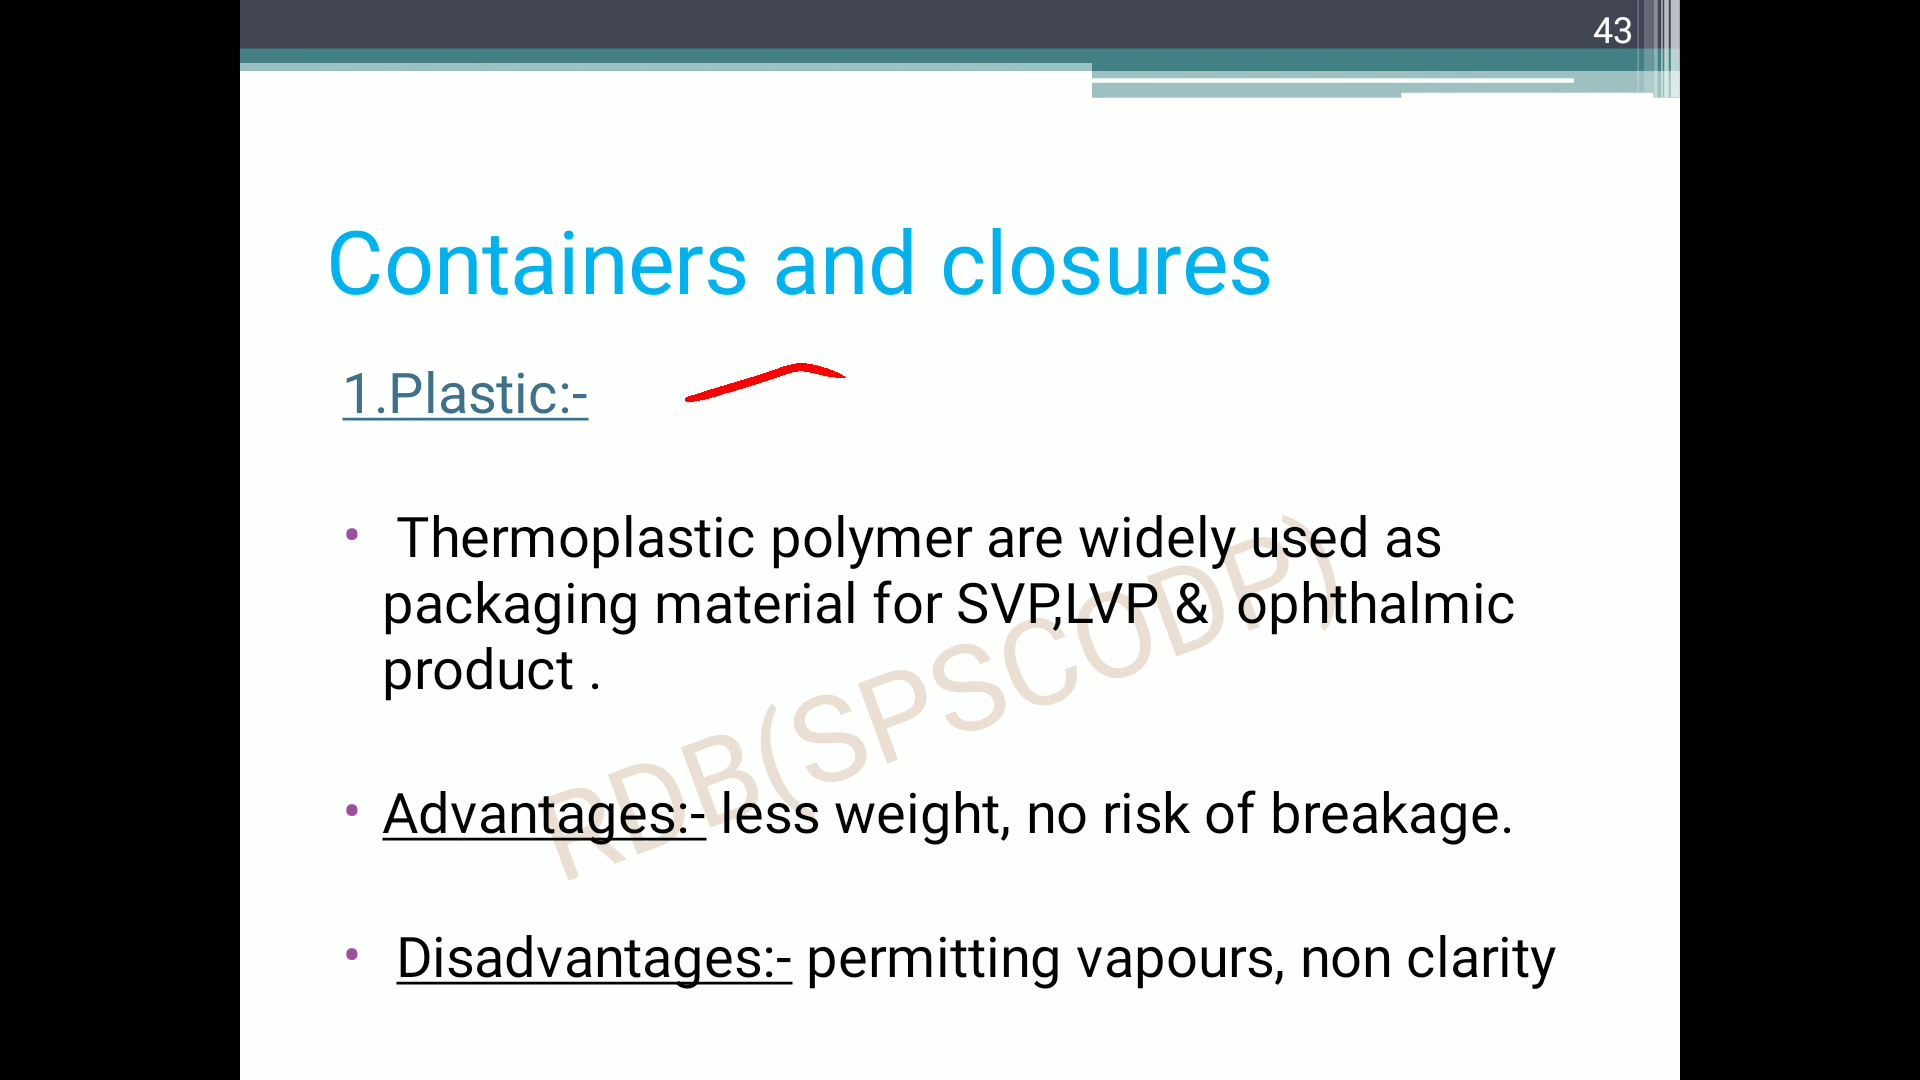 43
Containers and closures
1.Plastic:-
• Thermoplastic polymer are widely used as
packaging material for SVP,LVP & ophthalmic
product .
• Advantages:- less weight, no risk of breakage.
• Disadvantages:- permitting vapours, non clarity
RDB(SPSCODP)